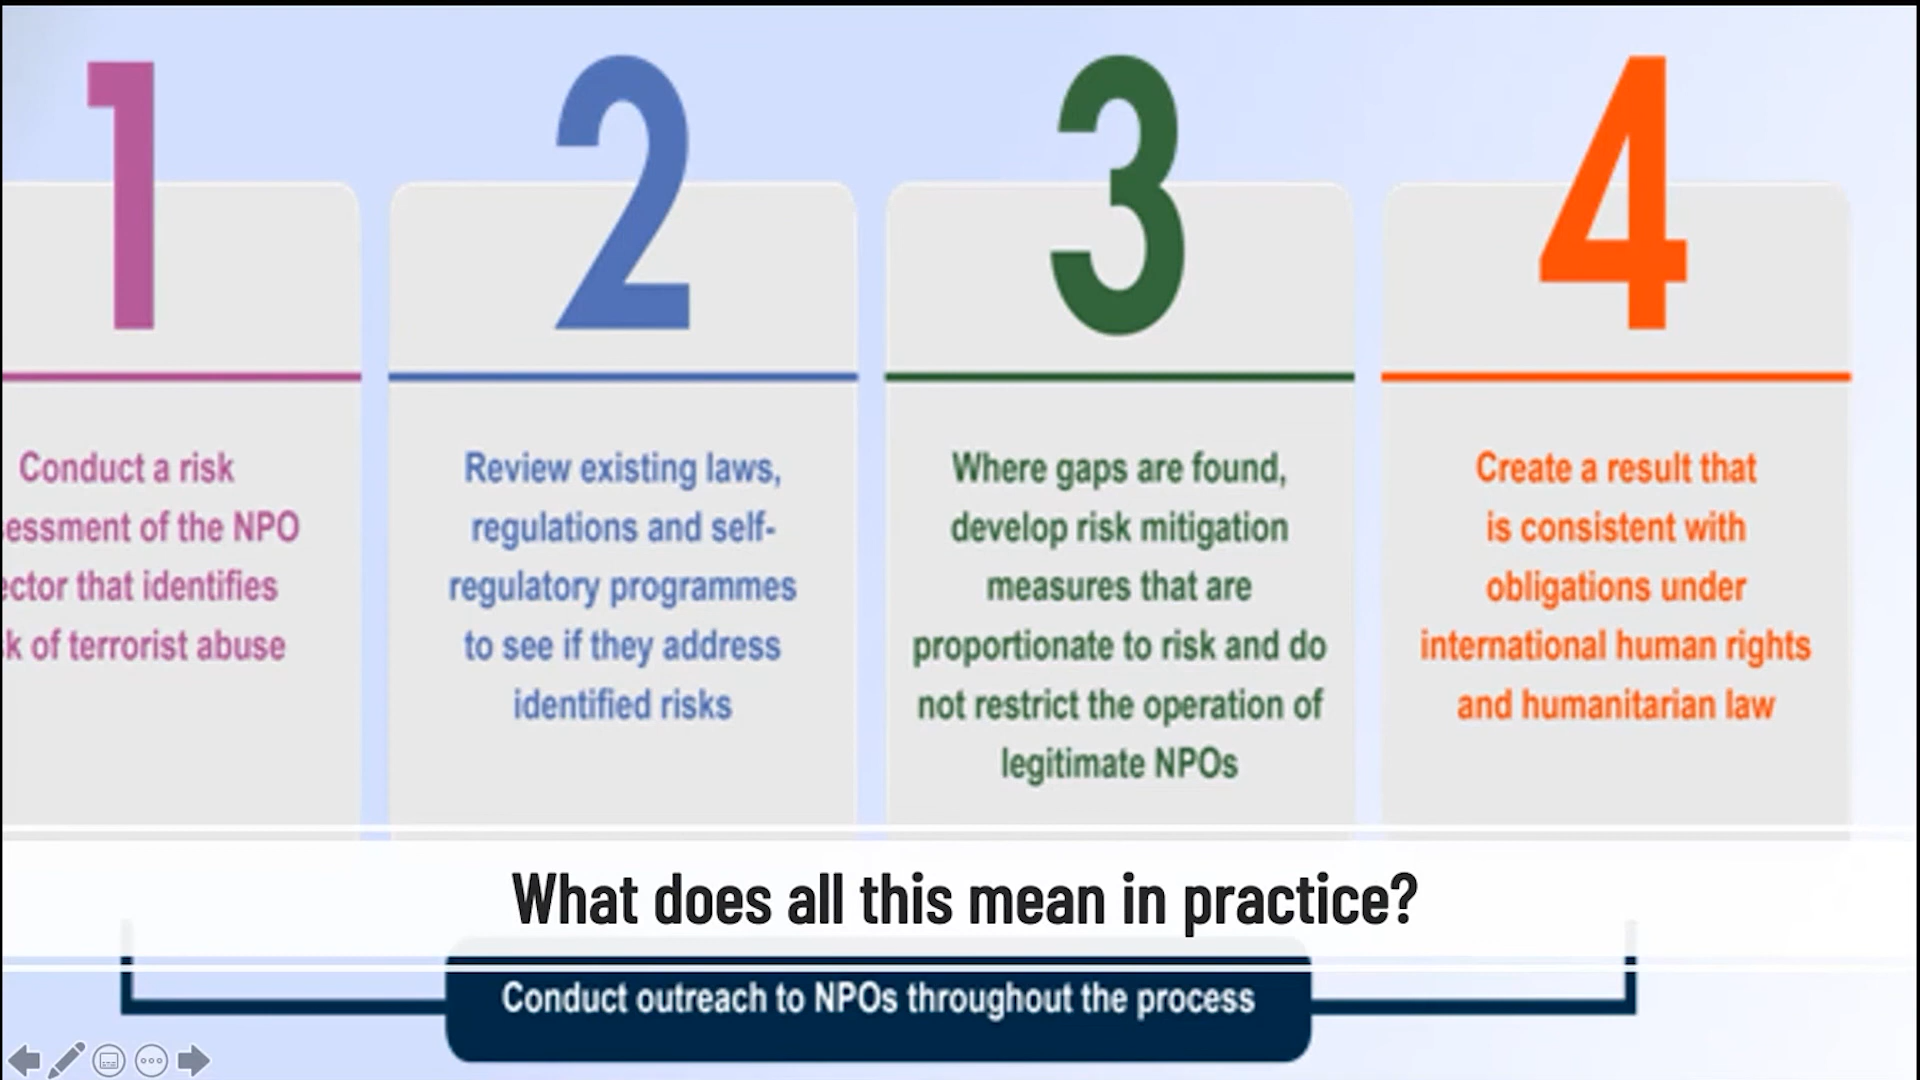 1
Conduct a risk
essment of the NPO
ector that identifies
k of terrorist abuse
2
Review existing laws,
regulations and self-
regulatory programmes
to see if they address
identified risks
3
Where gaps are found,
develop risk mitigation
measures that are
proportionate to risk and do
not restrict the operation of
legitimate NPOs
4
Create a result that
is consistent with
obligations under
international human rights
and humanitarian law
What does all this mean in practice?
Conduct outreach to NPOs throughout the process